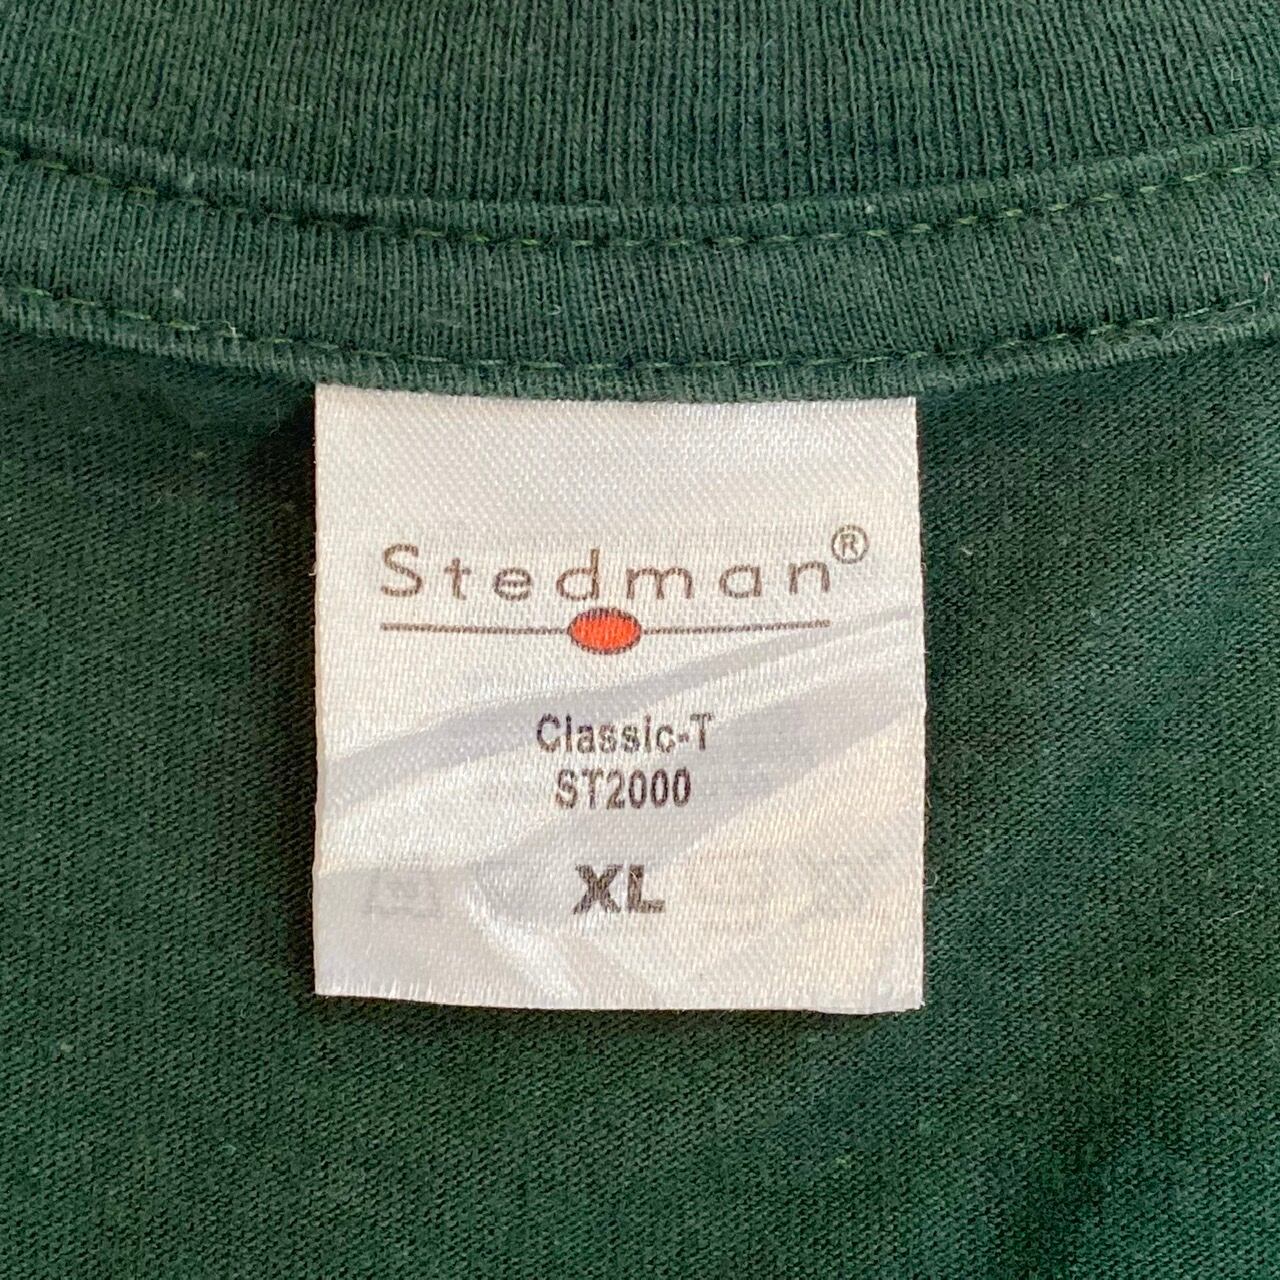 Stedman®
Classic-T
ST2000
XL